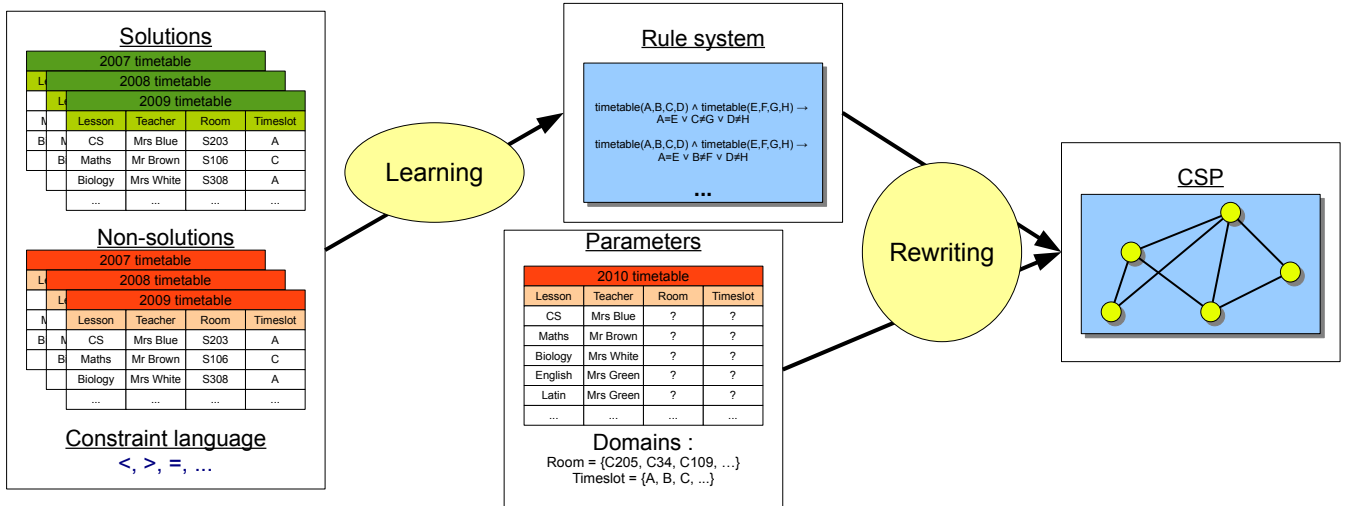 Solutions
2007 timetable
2008 timetable
2009 timetable
Lesson Teacher Room Timeslot
CS Mrs Blue S203 A
Maths Mr Brown S106 C
Biology Mrs White S308 A
... ... ... ...
Non-solutions
2007 timetable
2008 timetable
2009 timetable
Lesson Teacher Room Timeslot
CS Mrs Blue S203 A
Maths Mr Brown S106 C
Biology Mrs White S308 A
... ... ... ...
Constraint language
<, >, =, ...
Learning
Rule system
timetable(A,B,C,D) ∧ timetable(E,F,G,H) →
A=E ∨ C≠G ∨ D≠H
timetable(A,B,C,D) ∧ timetable(E,F,G,H) →
A=E ∨ B≠F ∨ D≠H
...
Parameters
2010 timetable
Lesson Teacher Room Timeslot
CS Mrs Blue ? ?
Maths Mr Brown ? ?
Biology Mrs White ? ?
English Mrs Green ? ?
Latin Mrs Green ? ?
... ... ... ...
Domains :
Room = {C205, C34, C109, …}
Timeslot = {A, B, C, ...}
Rewriting
CSP